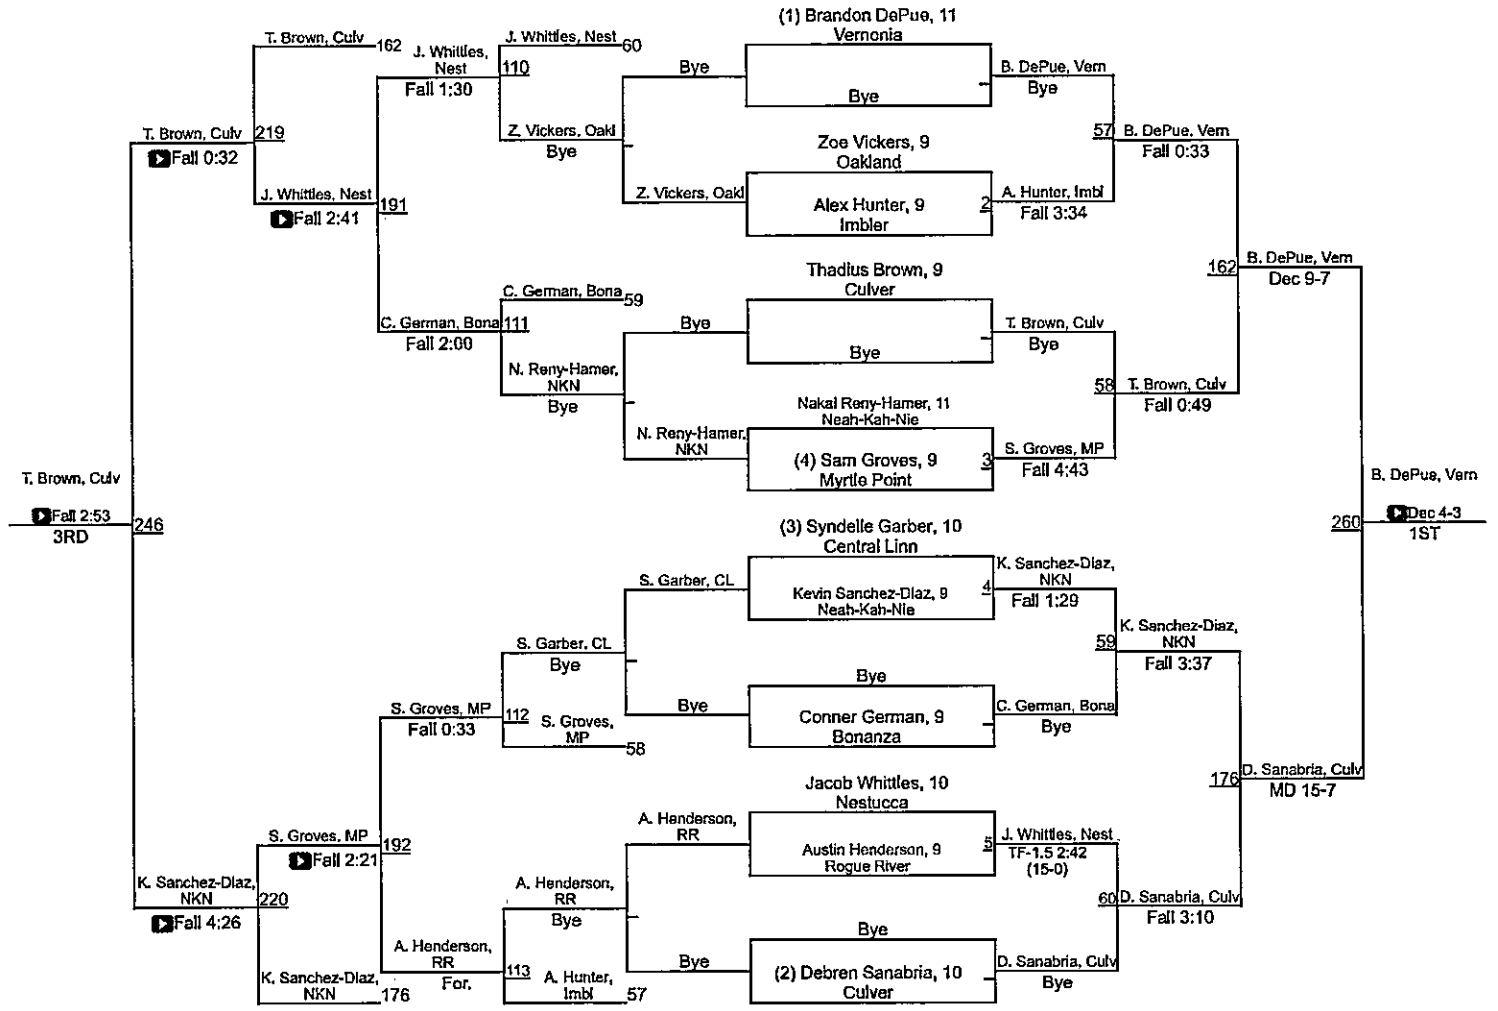 (1) Brandon DePue, 11
Vernonia
Bye
Zoe Vickers, 9
Oakland
Alex Hunter, 9
Imbler
2
Thadius Brown, 9
Culver
Bye
Nakai Reny-Hamer, 11
Neah-Kah-Nie
(4) Sam Groves, 9
Myrtle Point
3
(3) Syndelle Garber, 10
Central Linn
Kevin Sanchez-Diaz, 9
Neah-Kah-Nie
4
Bye
Conner German, 9
Bonanza
Jacob Whittles, 10
Nestucca
Austin Henderson, 9
Rogue River
5
Bye
(2) Debren Sanabria, 10
Culver
B. DePue, Vern
Bye
A. Hunter, Imbl
Fall 3:34
T. Brown, Culv
Bye
S. Groves, MP
Fall 4:43
K. Sanchez-Diaz,
NKN
Fall 1:29
C. German, Bona
Bye
J. Whittles, Nest
TF-1.5 2:42
(15-0)
D. Sanabria, Culv
Bye
57
B. DePue, Vern
Fall 0:33
58
T. Brown, Culv
Fall 0:49
59
K. Sanchez-Diaz,
NKN
Fall 3:37
60
D. Sanabria, Culv
Fall 3:10
162
B. DePue, Vern
Dec 9-7
176
D. Sanabria, Culv
MD 15-7
260
B. DePue, Vern
Dec 4-3
1ST
Bye
Z. Vickers, Oakl
Bye
N. Reny-Hamer,
NKN
S. Garber, CL
Bye
A. Henderson,
RR
Bye
J. Whittles, Nest
60
Z. Vickers, Oakl
Bye
C. German, Bona
59
N. Reny-Hamer,
NKN
Bye
S. Garber, CL
Bye
S. Groves,
MP
58
A. Henderson,
RR
Bye
A. Hunter,
Imbl
57
J. Whittles,
Nest
110
Fall 1:30
C. German, Bona
111
Fall 2:00
S. Groves, MP
112
Fall 0:33
A. Henderson,
RR
113
For.
T. Brown, Culv
162
J. Whittles, Nest
191
Fall 2:41
S. Groves, MP
192
Fall 2:21
K. Sanchez-Diaz,
NKN
176
T. Brown, Culv
219
Fall 0:32
K. Sanchez-Diaz,
NKN
220
Fall 4:26
T. Brown, Culv
Fall 2:53
246
3RD